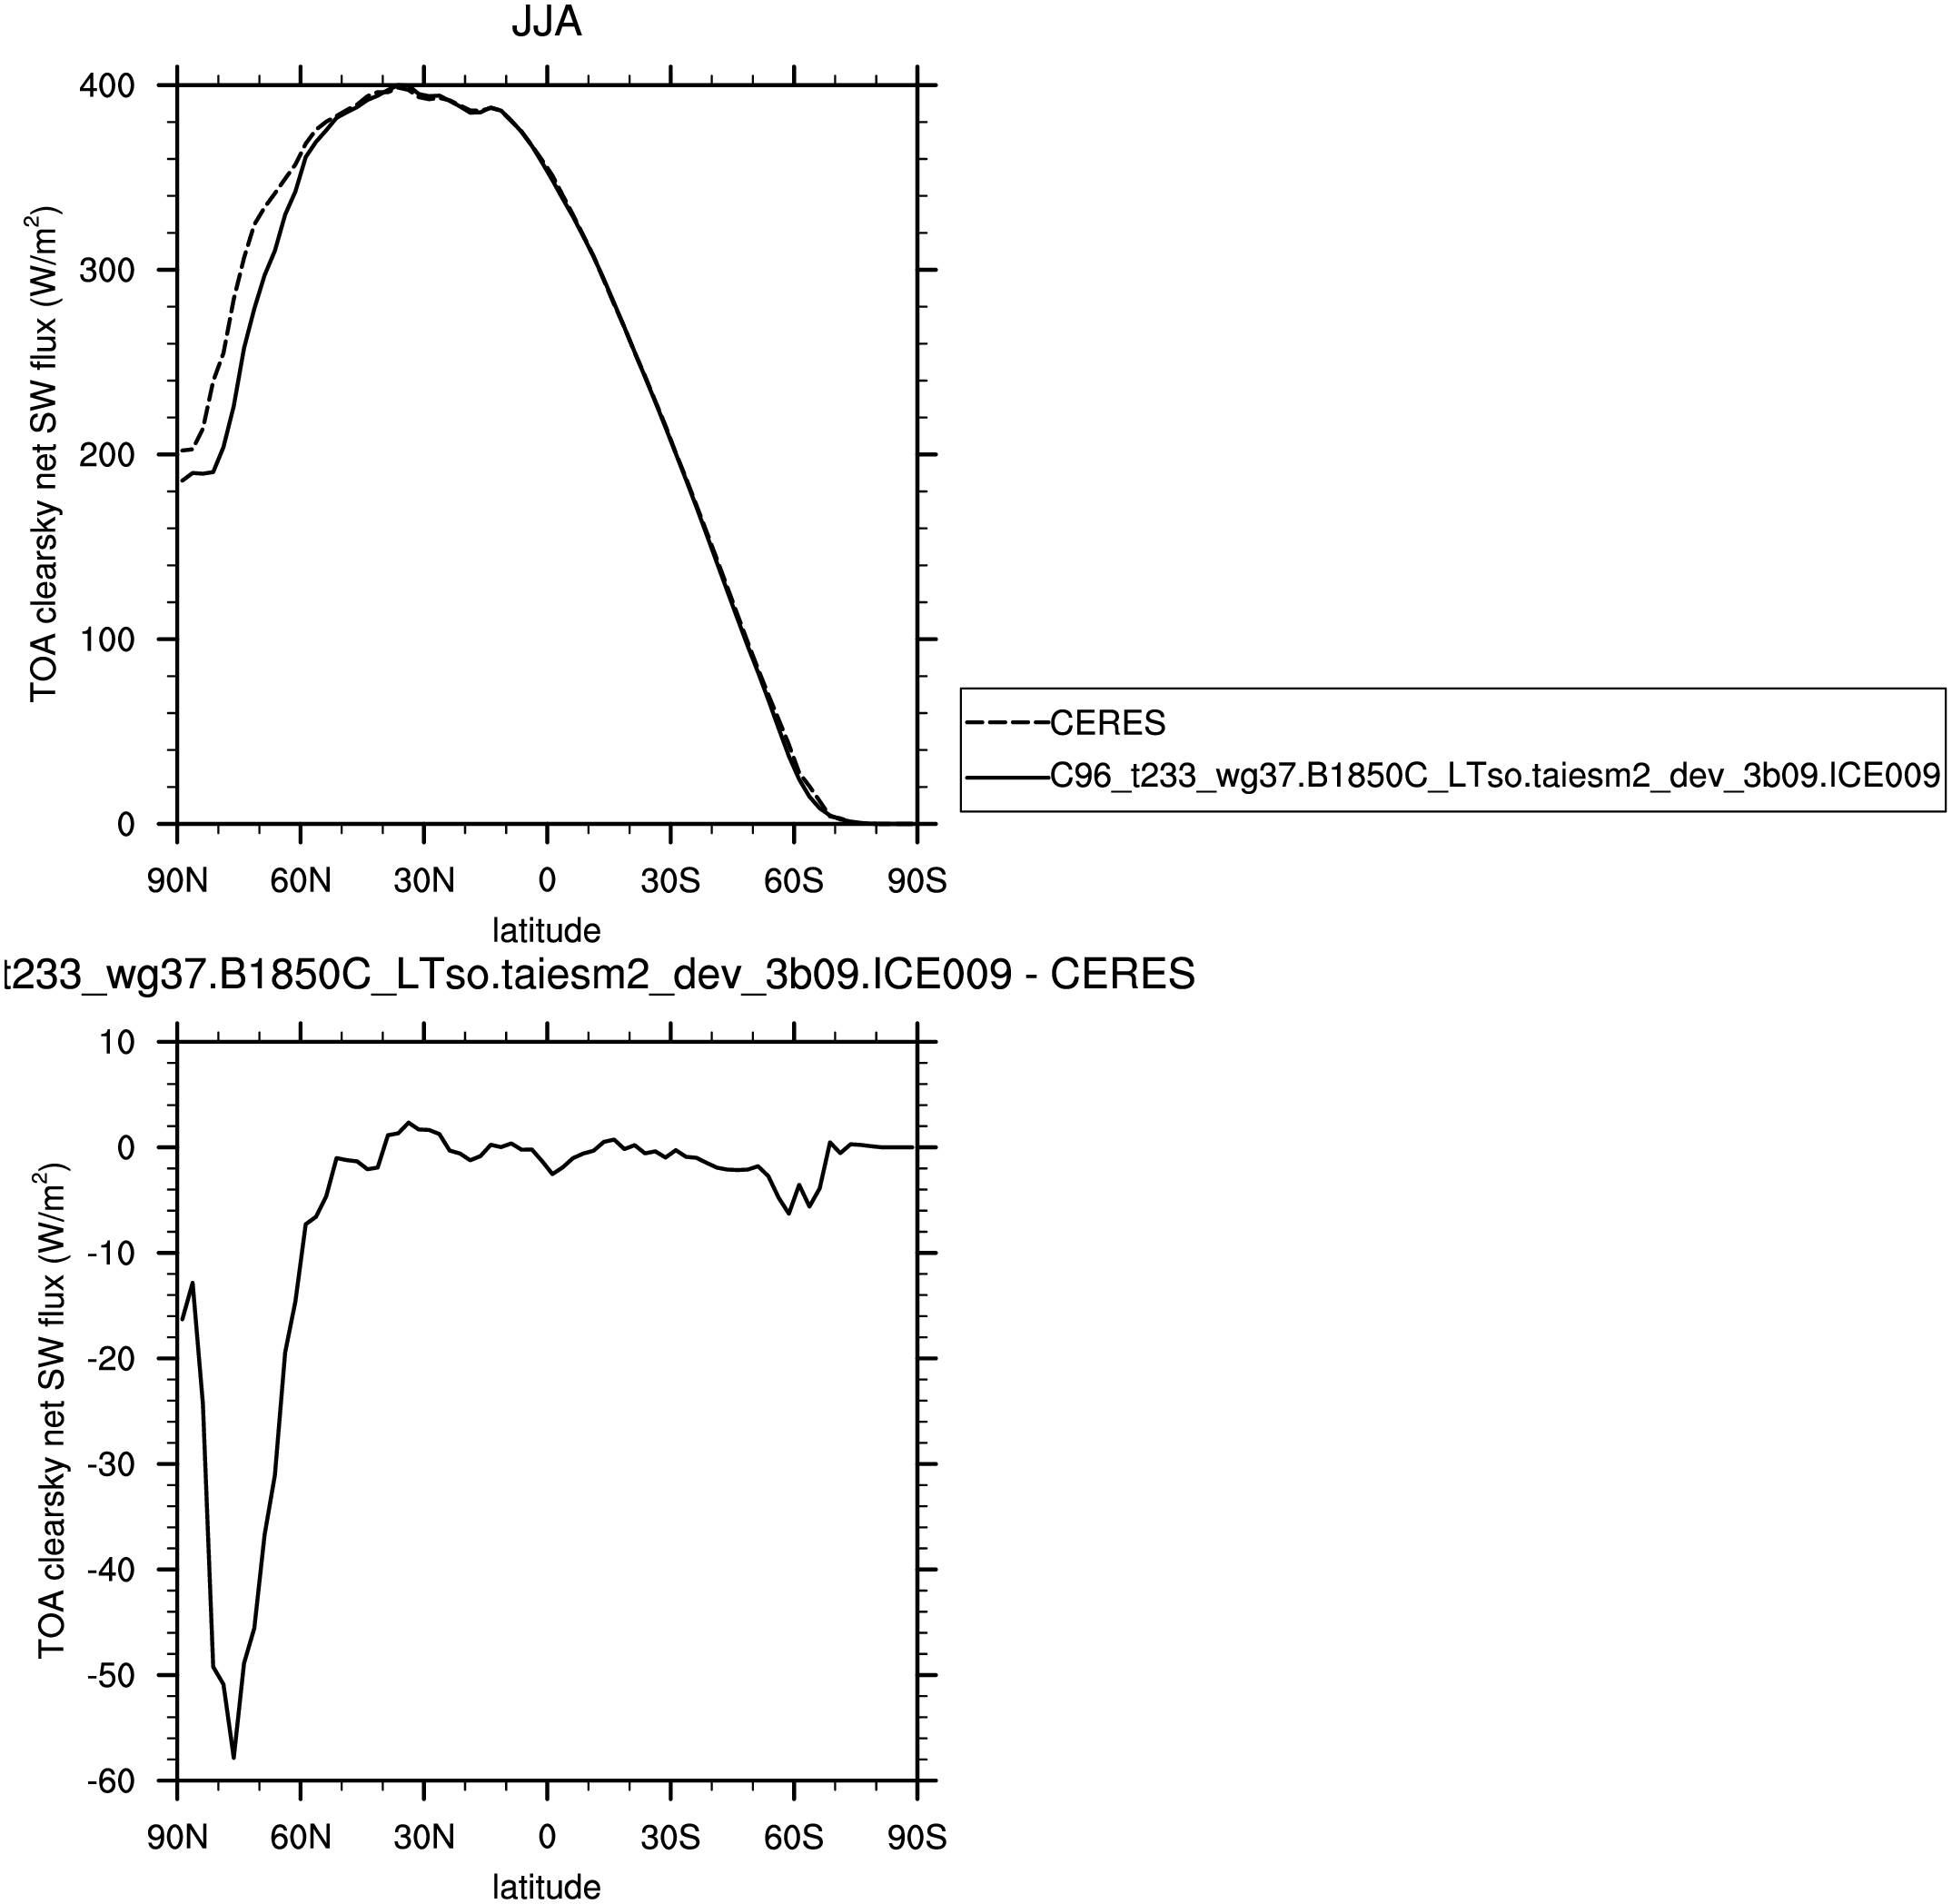 JJA
TOA clearsky net SW flux (W/m²)
400
300
200
100
0
90N 60N 30N 0 30S 60S 90S
latitude
CERES
C96_t233_wg37.B1850C_LTso.taiesm2_dev_3b09.ICE009
t233_wg37.B1850C_LTso.taiesm2_dev_3b09.ICE009 - CERES
TOA clearsky net SW flux (W/m²)
10
0
-10
-20
-30
-40
-50
-60
90N 60N 30N 0 30S 60S 90S
latitude